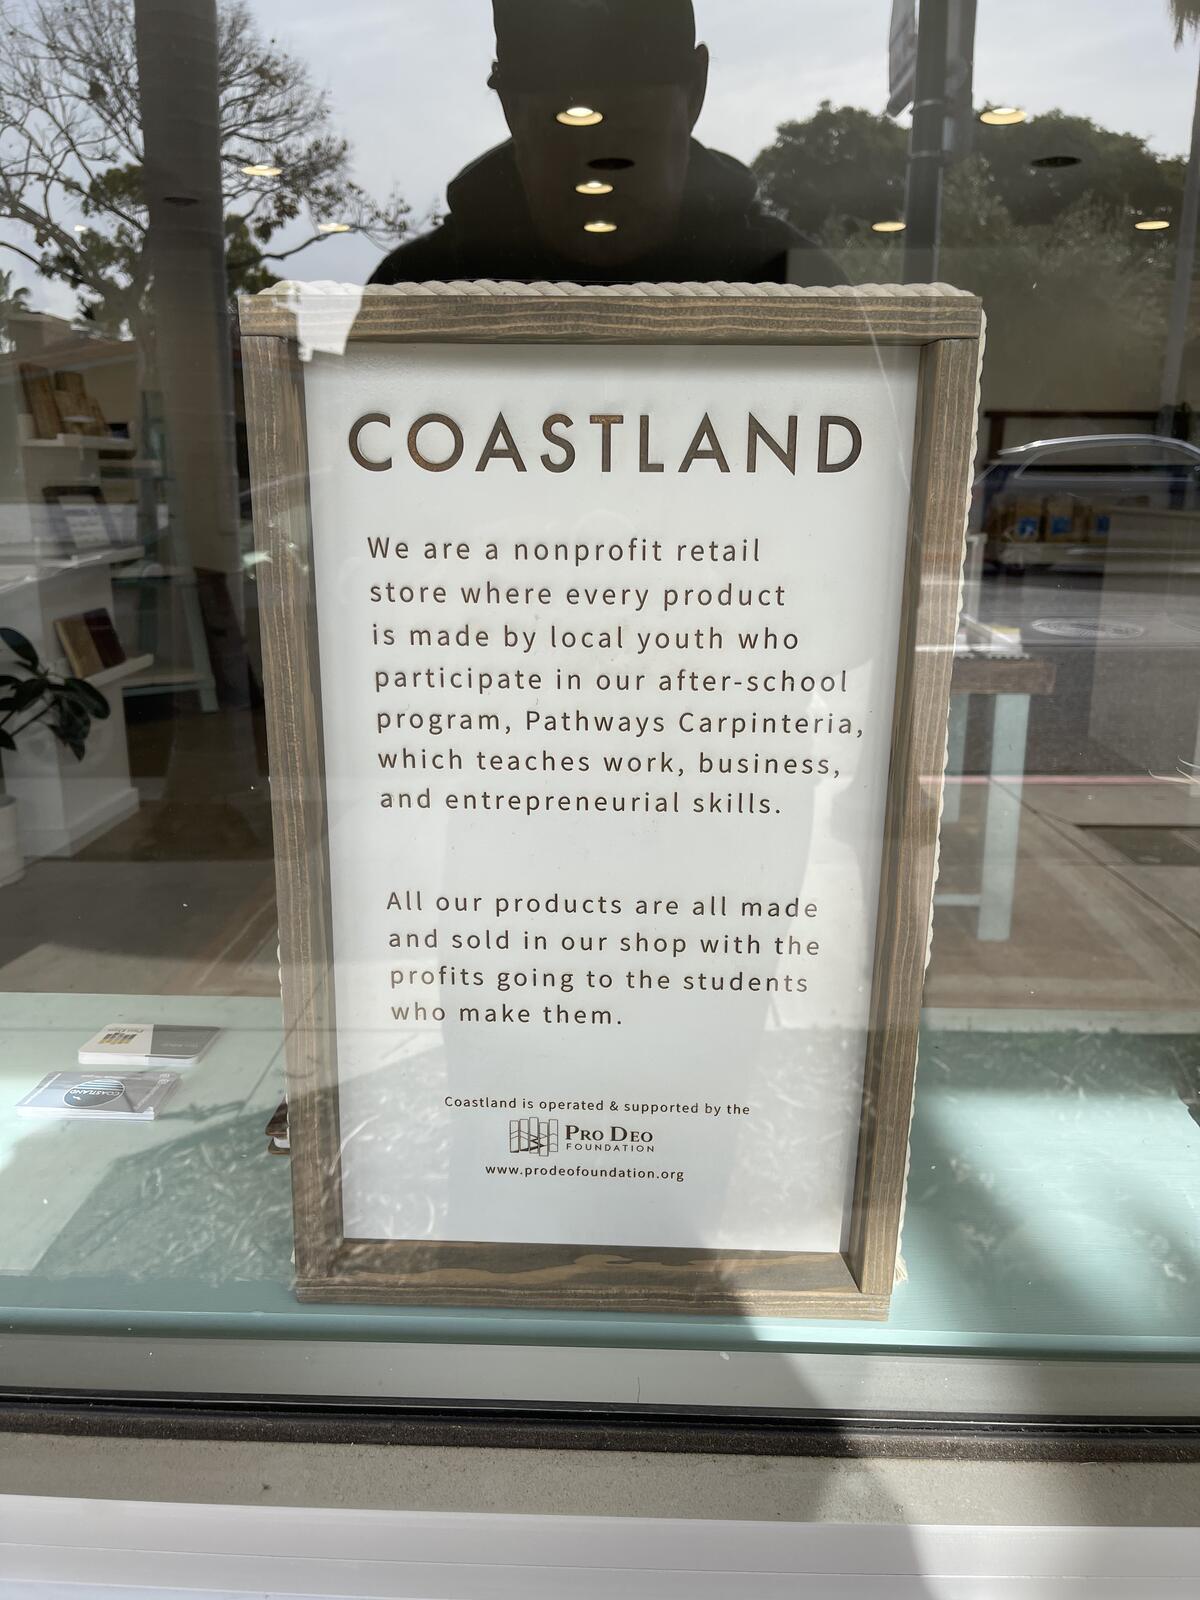 COASTLAND
We are a nonprofit retail
store where every product
is made by local youth who
participate in our after-school
program, Pathways Carpinteria,
which teaches work, business,
and entrepreneurial skills.
All our products are all made
and sold in our shop with the
profits going to the students
who make them.
Coastland is operated & supported by the
PRO DEO
FOUNDATION
www.prodeofoundation.org
COASTLAND